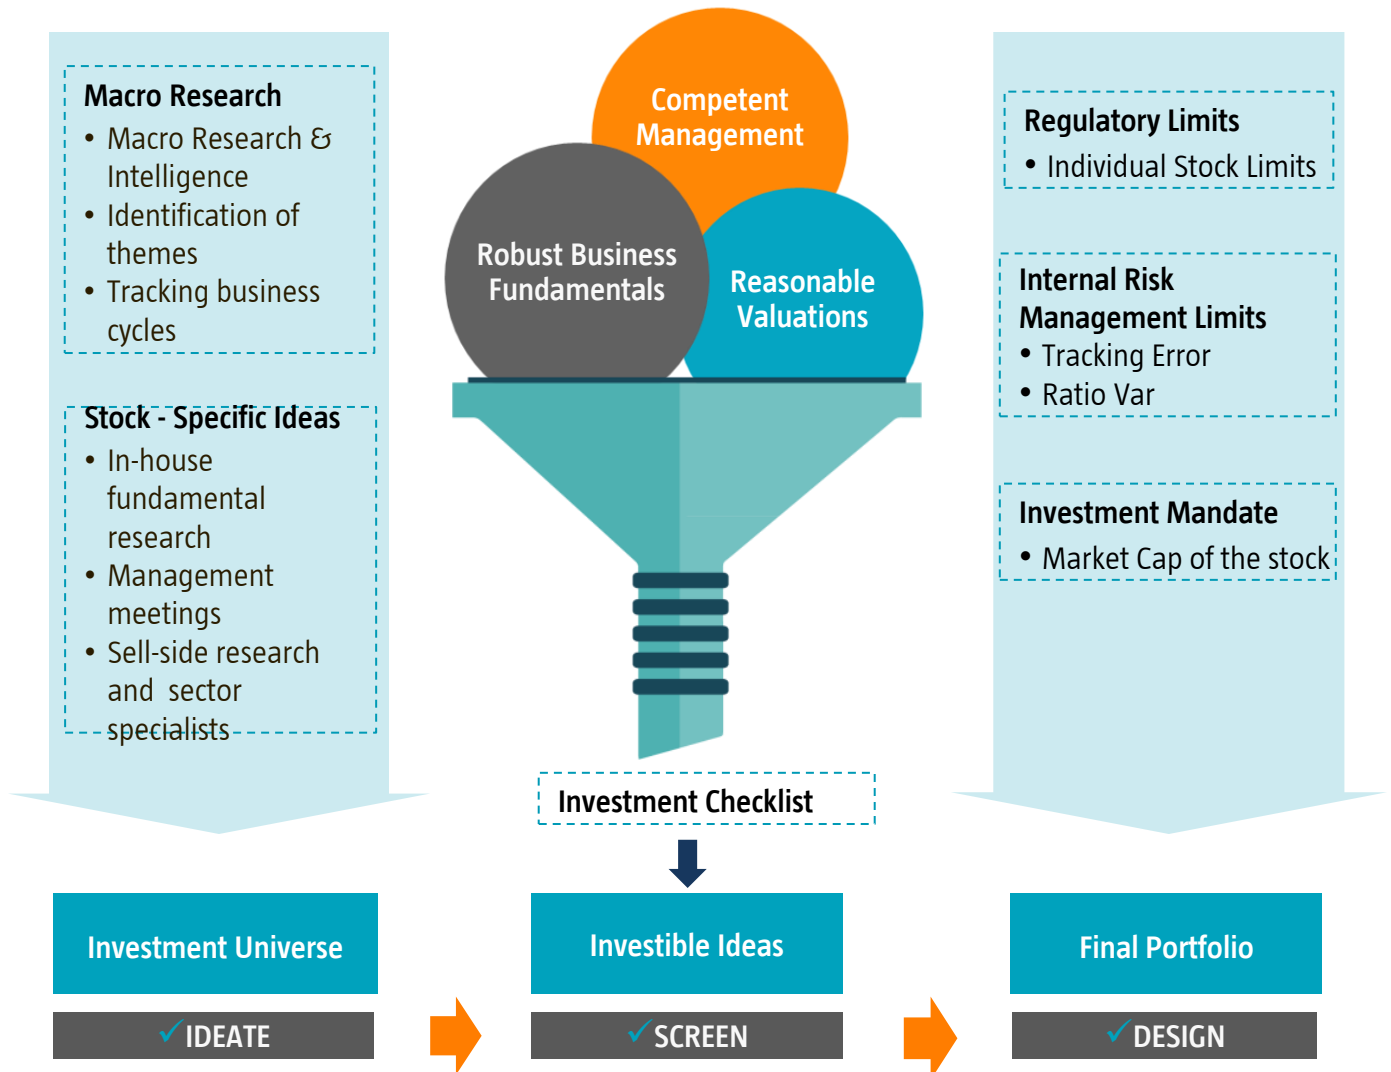 Macro Research
• Macro Research &
Intelligence
• Identification of
themes
• Tracking business
cycles
Stock - Specific Ideas
• In-house
fundamental
research
• Management
meetings
• Sell-side research
and sector
specialists
Competent
Management
Robust Business
Fundamentals
Reasonable
Valuations
Investment Checklist
Regulatory Limits
• Individual Stock Limits
Internal Risk
Management Limits
• Tracking Error
• Ratio Var
Investment Mandate
• Market Cap of the stock
Investment Universe
Investible Ideas
Final Portfolio
✓IDEATE
✓SCREEN
✓DESIGN